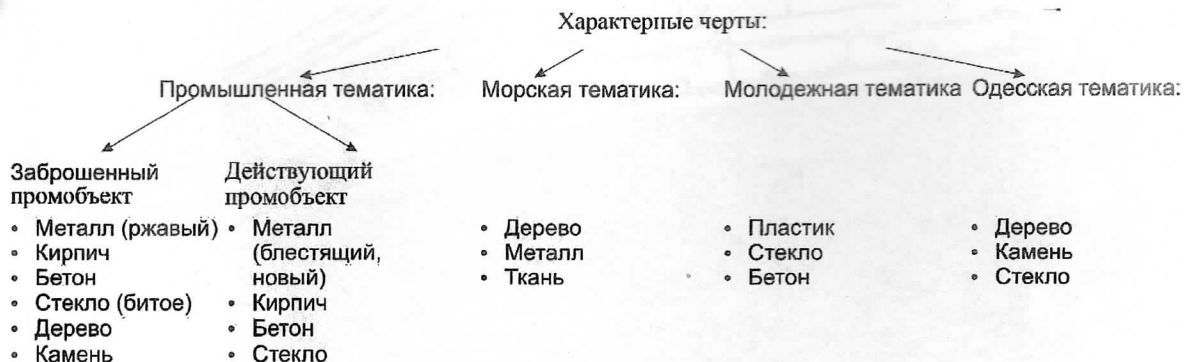 Характерные черты:
Промышленная тематика:
Морская тематика:
Молодежная тематика
Одесская тематика:
Заброшенный
промобъект
• Металл (ржавый)
• Кирпич
• Бетон
• Стекло (битое)
• Дерево
• Камень
Действующий
промобъект
• Металл
(блестящий,
новый)
• Кирпич
• Бетон
• Стекло
• Дерево
• Металл
• Ткань
• Пластик
• Стекло
• Бетон
• Дерево
• Камень
• Стекло